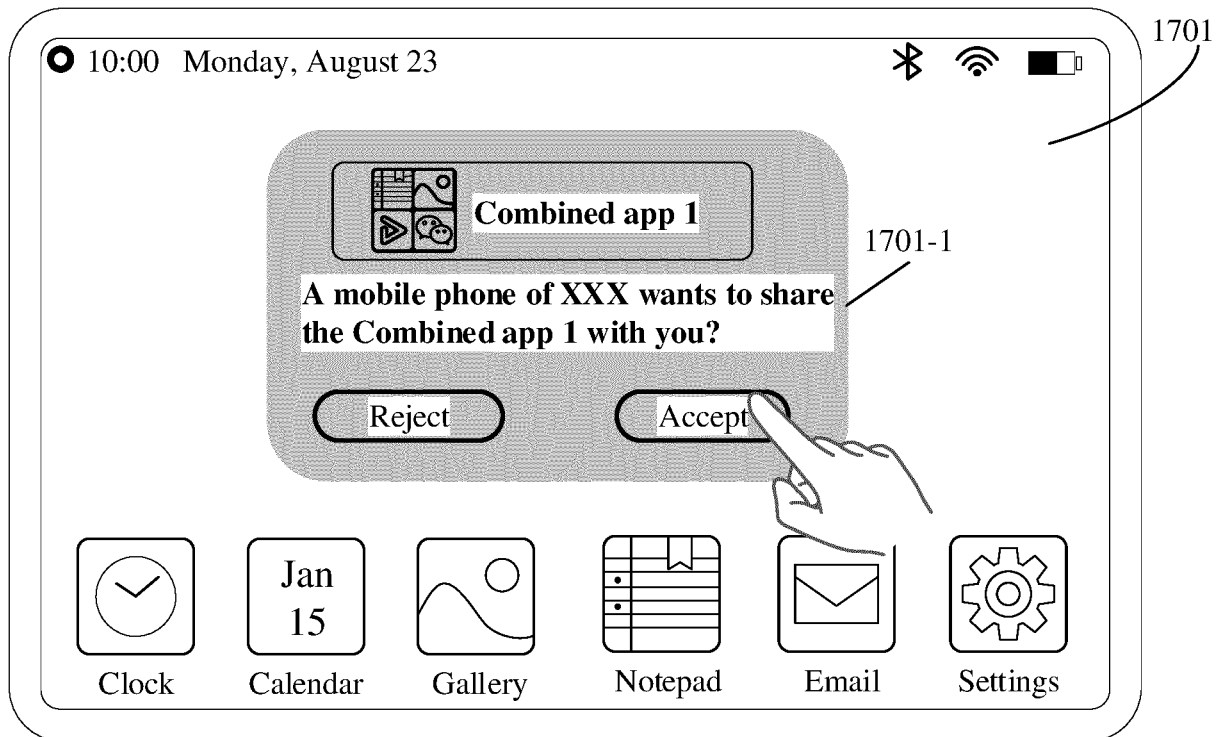 1701
10:00 Monday, August 23
Combined app 1
1701-1
A mobile phone of XXX wants to share
the Combined app 1 with you?
Reject Accept
Jan
15
Clock Calendar Gallery Notepad Email Settings